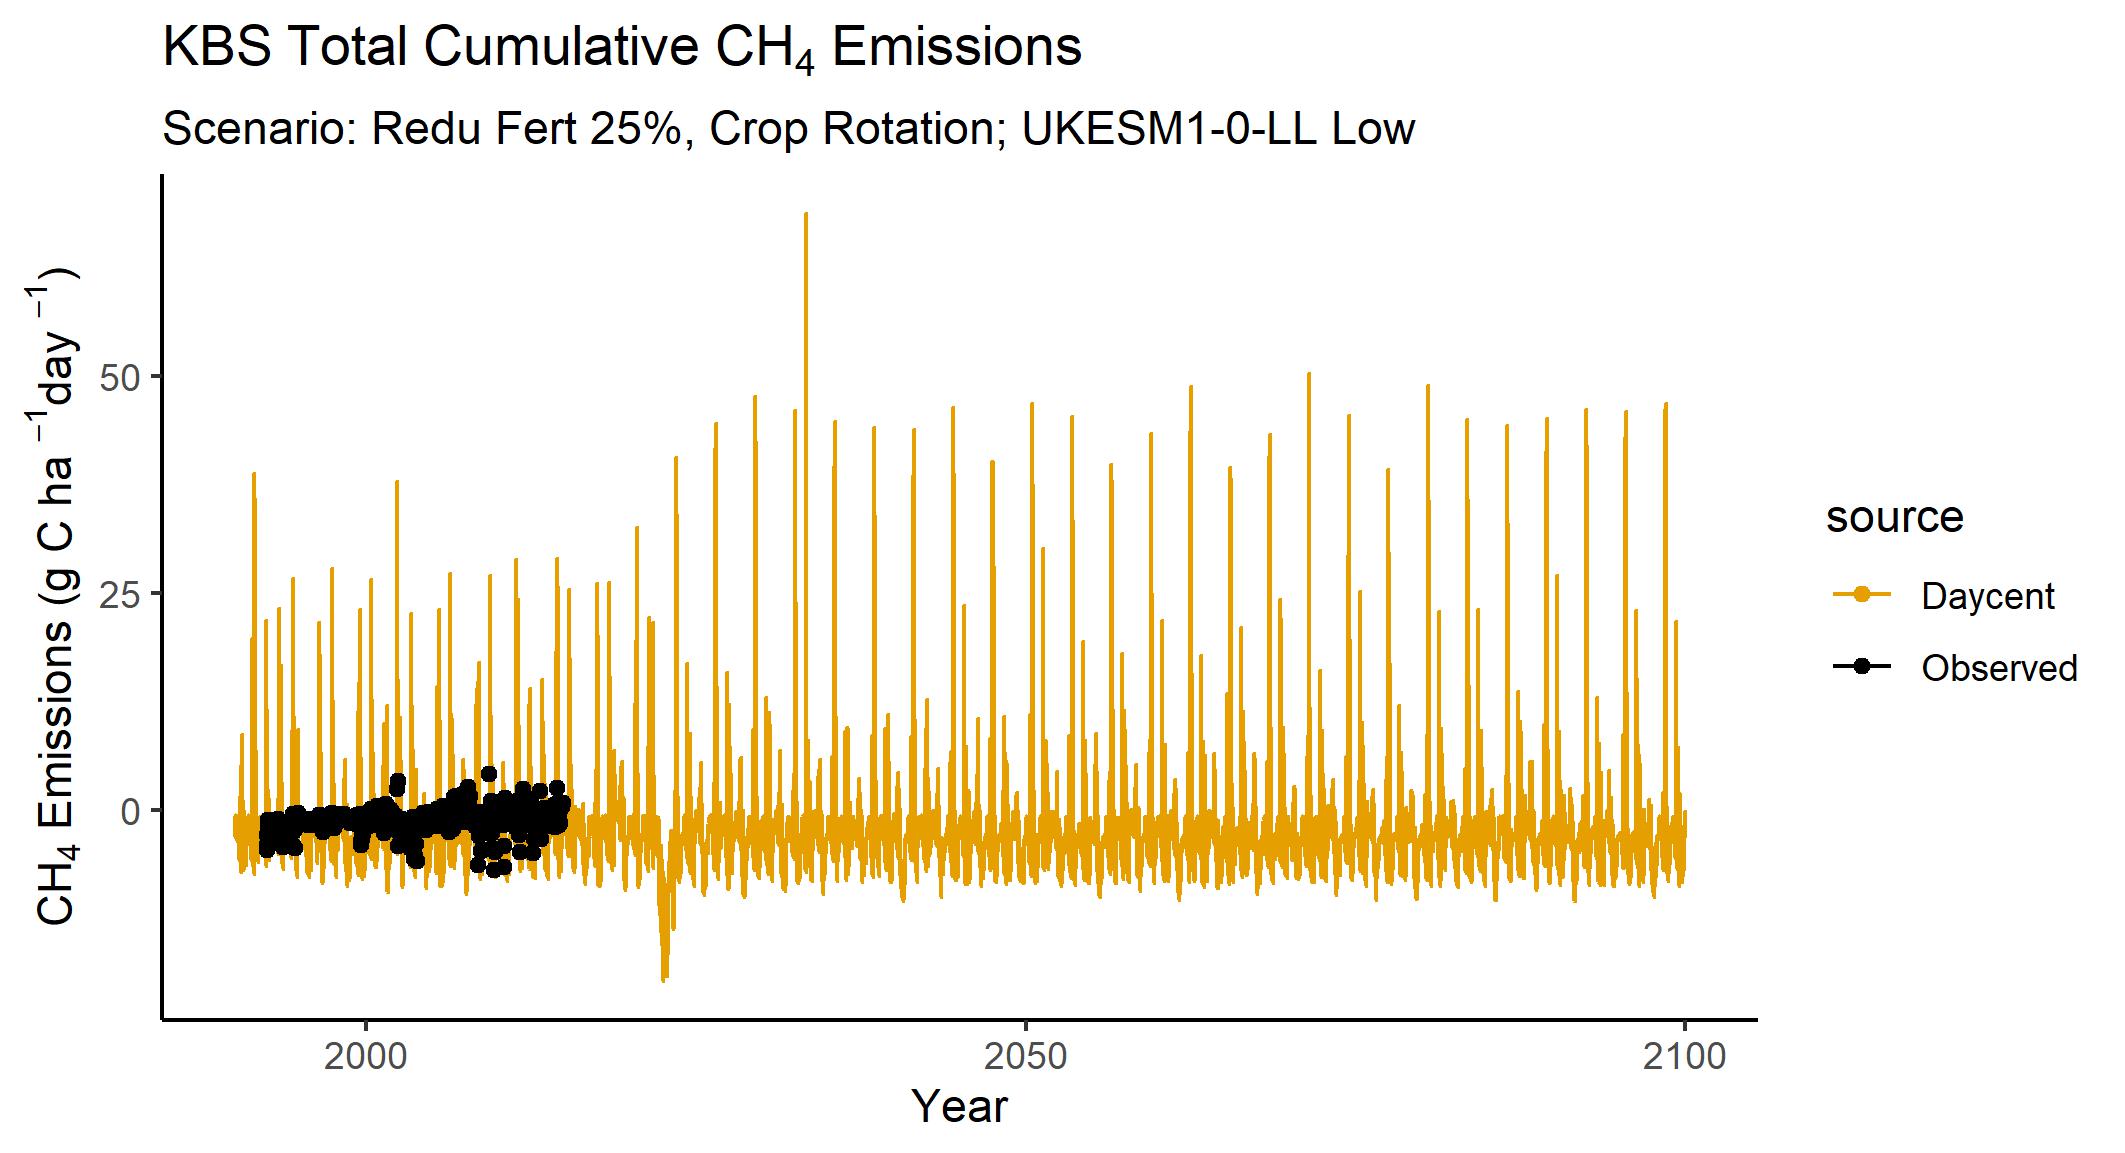 KBS Total Cumulative CH₄ Emissions
Scenario: Redu Fert 25%, Crop Rotation; UKESM1-0-LL Low
CH₄ Emissions (g C ha ⁻¹day ⁻¹)
50
25
0
2000
2050
2100
Year
source
Daycent
Observed